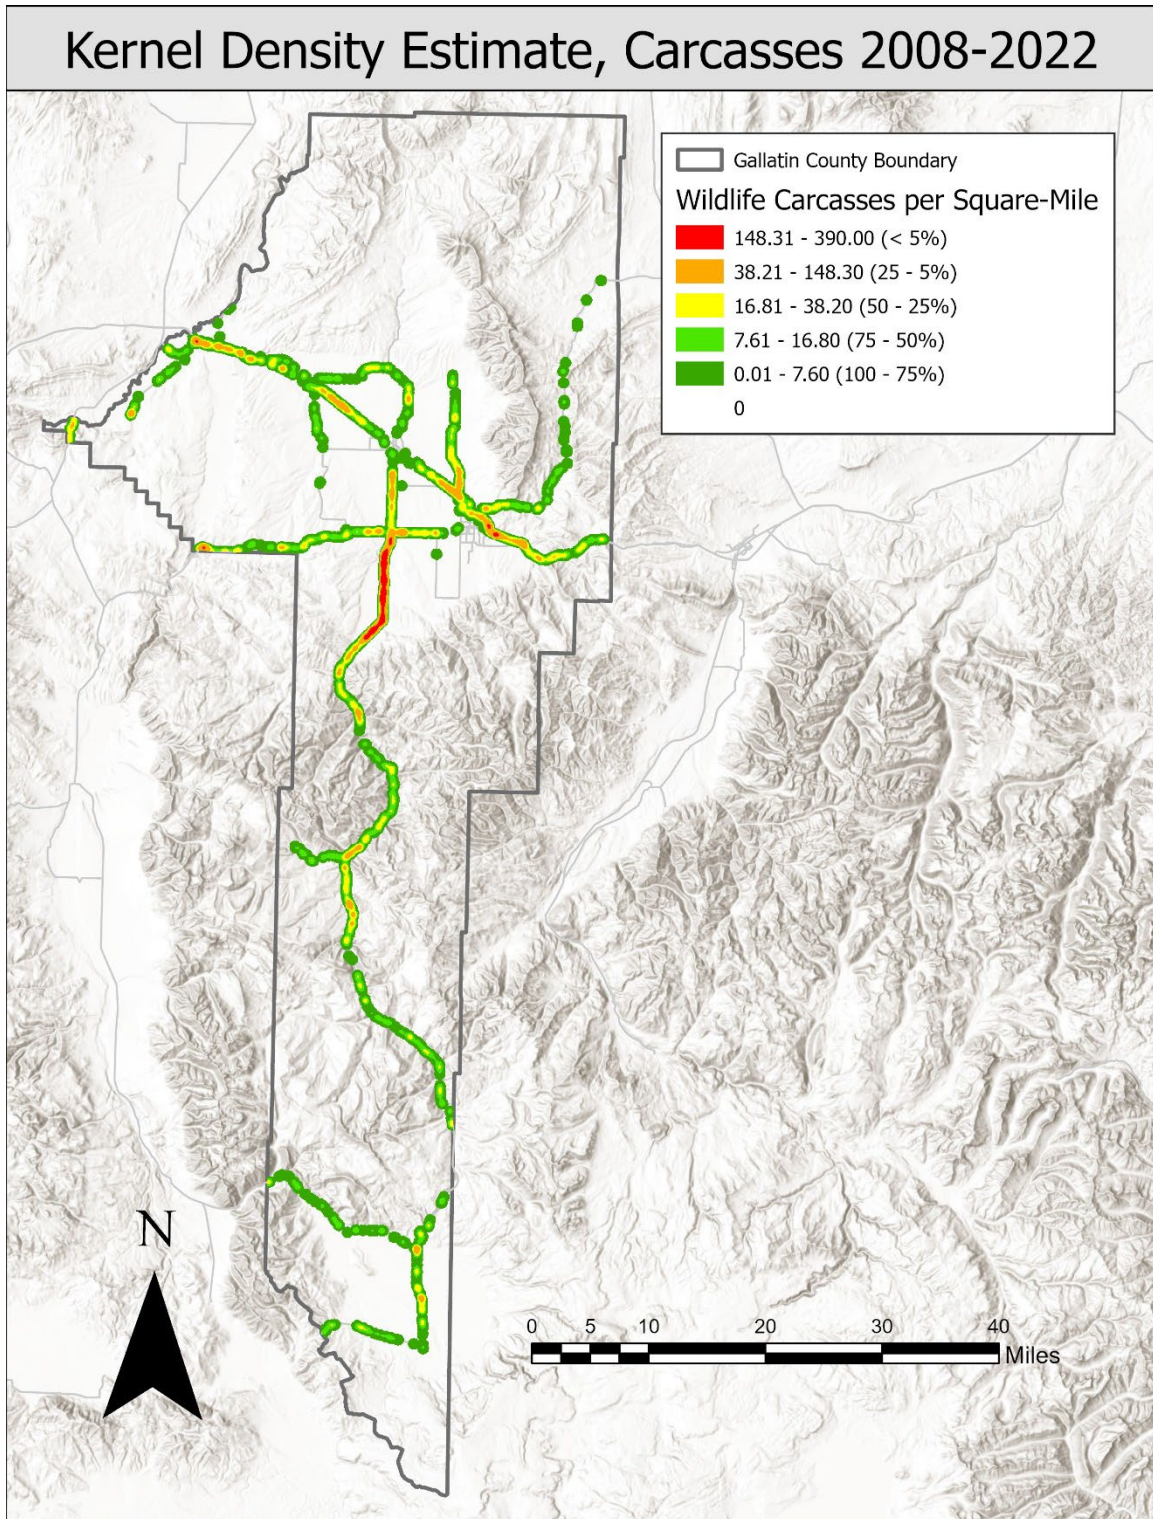 Kernel Density Estimate, Carcasses 2008-2022
Gallatin County Boundary
Wildlife Carcasses per Square-Mile
148.31 - 390.00 (< 5%)
38.21 - 148.30 (25 - 5%)
16.81 - 38.20 (50 - 25%)
7.61 - 16.80 (75 - 50%)
0.01 - 7.60 (100 - 75%)
0
N
0 5 10 20 30 40
Miles